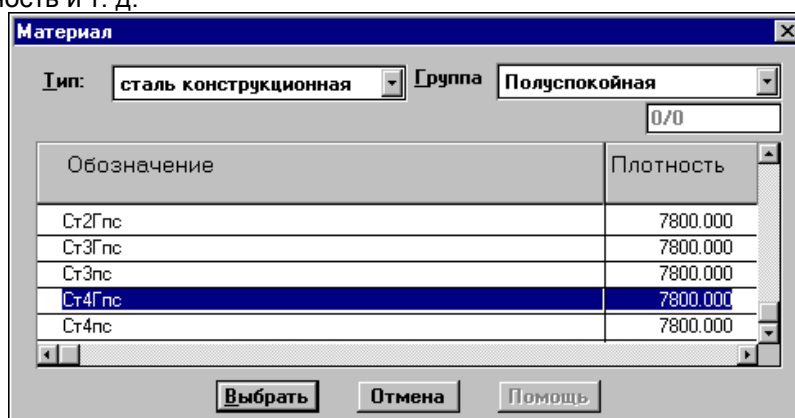 ность и т. д.
Материал
Тип: сталь конструкционная Группа Полуспокойная
0/0
Обозначение Плотность
Ст2Гпс 7800.000
Ст3Гпс 7800.000
Ст3пс 7800.000
Ст4Гпс 7800.000
Ст4пс 7800.000
Выбрать Отмена Помощь